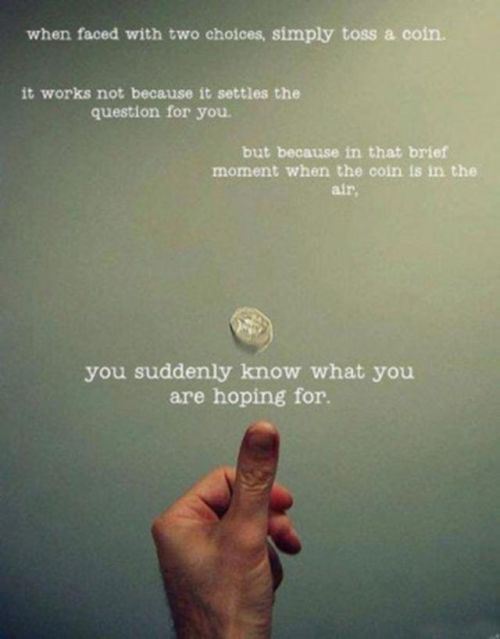 when faced with two choices, simply toss a coin.
it works not because it settles the
question for you.
but because in that brief
moment when the coin is in the
air,
you suddenly know what you
are hoping for.